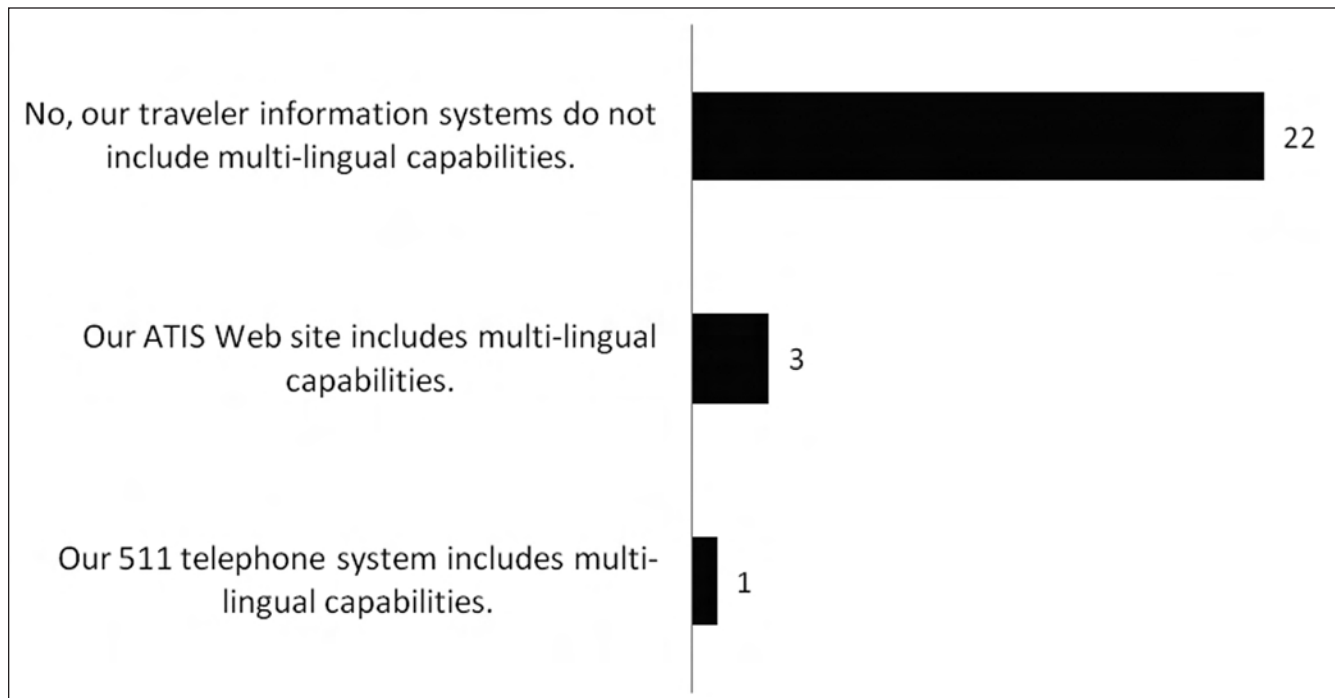 No, our traveler information systems do not
include multi-lingual capabilities.
22
Our ATIS Web site includes multi-lingual
capabilities.
3
Our 511 telephone system includes multi-
lingual capabilities.
1